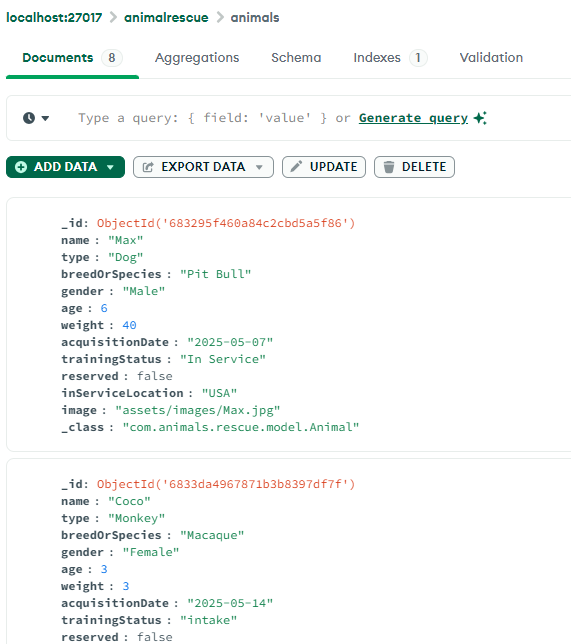 localhost:27017 > animalrescue > animals
Documents 8 Aggregations Schema Indexes 1 Validation
Type a query: { field: 'value' } or Generate query
ADD DATA EXPORT DATA UPDATE DELETE
_id: ObjectId('683295f460a84c2cbd5a5f86')
name : "Max"
type : "Dog"
breedOrSpecies : "Pit Bull"
gender : "Male"
age : 6
weight : 40
acquisitionDate : "2025-05-07"
trainingStatus : "In Service"
reserved : false
inServiceLocation : "USA"
image : "assets/images/Max.jpg"
_class : "com.animals.rescue.model.Animal"
_id: ObjectId('6833da4967871b3b8397df7f')
name : "Coco"
type : "Monkey"
breedOrSpecies : "Macaque"
gender : "Female"
age : 3
weight : 3
acquisitionDate : "2025-05-14"
trainingStatus : "intake"
reserved : false